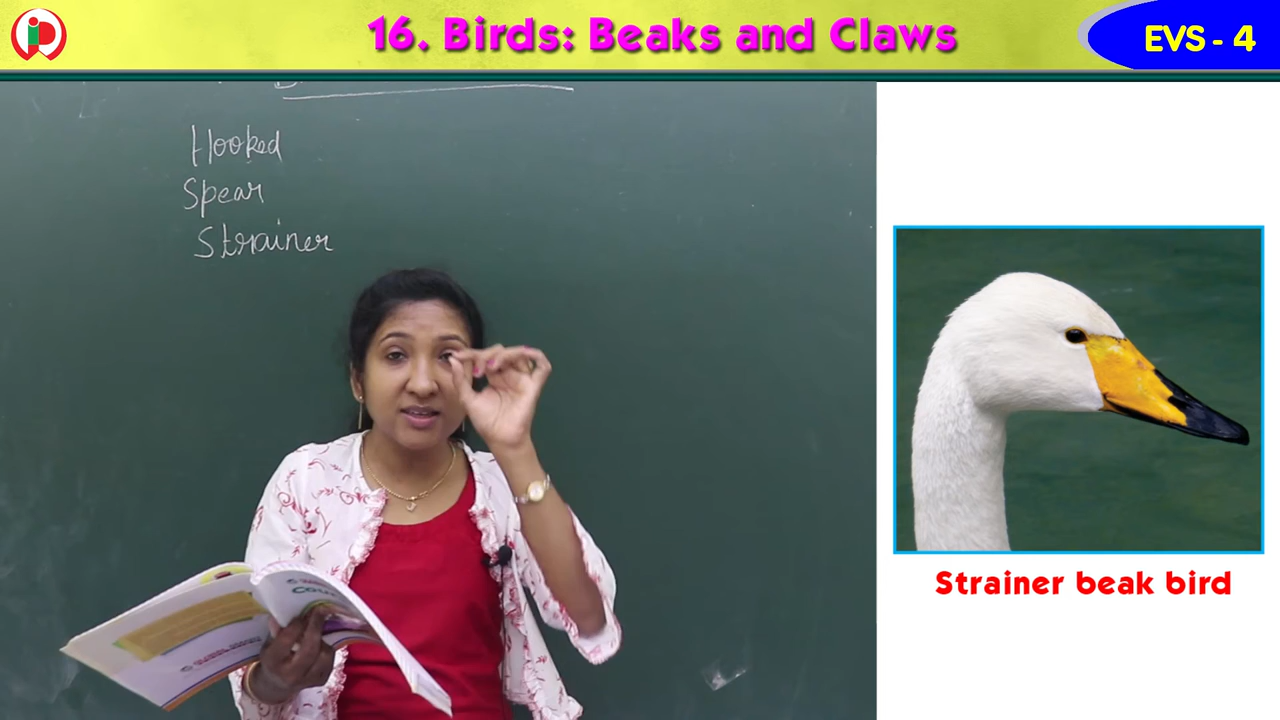 16. Birds: Beaks and Claws
EVS - 4
Hooked
Spear
Strainer
Strainer beak bird